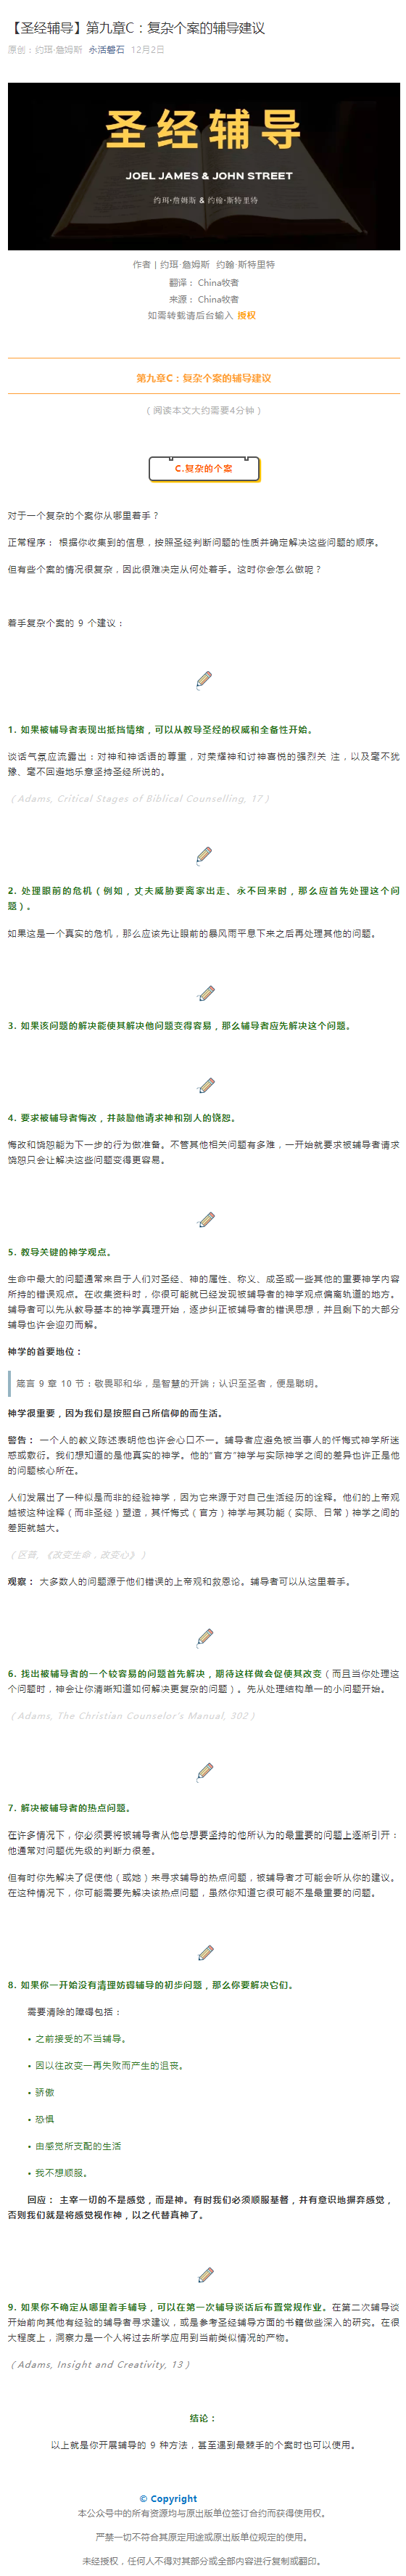 【圣经辅导】第九章C：复杂个案的辅导建议
原创：约珥·詹姆斯 永活磐石 12月2日
圣经辅导
JOEL JAMES & JOHN STREET
约珥·詹姆斯 & 约翰·斯特里特
作者 | 约珥·詹姆斯 约翰·斯特里特
翻译：China牧者
来源：China牧者
如需转载请后台输入 授权
第九章C：复杂个案的辅导建议
（阅读本文大约需要4分钟）
C.复杂的个案
对于一个复杂的个案你从哪里着手？
正常程序： 根据你收集到的信息，按照圣经判断问题的性质并确定解决这些问题的顺序。
但有些个案的情况很复杂，因此很难决定从何处着手。这时你会怎么做呢？
着手复杂个案的 9 个建议：
1. 如果被辅导者表现出抵挡情绪，可以从教导圣经的权威和全备性开始。
谈话气氛应流露出：对神和神话语的尊重，对荣耀神和讨神喜悦的强烈关 注，以及毫不犹
豫、毫不回避地乐意坚持圣经所说的。
（Adams, Critical Stages of Biblical Counselling, 17）
2. 处理眼前的危机（例如，丈夫威胁要离家出走、永不回来时，那么应首先处理这个问
题）。
如果这是一个真实的危机，那么应该先让眼前的暴风雨平息下来之后再处理其他的问题。
3. 如果该问题的解决能使其解决他问题变得容易，那么辅导者应先解决这个问题。
4. 要求被辅导者悔改，并鼓励他请求神和别人的饶恕。
悔改和饶恕能为下一步的行为做准备。不管其他相关问题有多难，一开始就要求被辅导者请求
饶恕只会让解决这些问题变得更容易。
5. 教导关键的神学观点。
生命中最大的问题通常来自于人们对圣经、神的属性、称义、成圣或一些其他的重要神学内容
所持的错误观点。在收集资料时，你很可能就已经发现被辅导者的神学观点偏离轨道的地方。
辅导者可以先从教导基本的神学真理开始，逐步纠正被辅导者的错误思想，并且剩下的大部分
辅导也许会迎刃而解。
神学的首要地位：
箴言 9 章 10 节：敬畏耶和华，是智慧的开端；认识至圣者，便是聪明。
神学很重要，因为我们是按照自己所信仰的而生活。
警告： 一个人的教义陈述表明他也许会心口不一。辅导者应避免被当事人的忏悔式神学所迷
惑或敷衍。我们想知道的是他真实的神学。他的“官方”神学与实际神学之间的差异也许正是他
的问题核心所在。
人们发展出了一种似是而非的经验神学，因为它来源于对自己生活经历的诠释。他们的上帝观
越被这种诠释（而非圣经）塑造，其忏悔式（官方）神学与其功能（实际、日常）神学之间的
差距就越大。
（区普，《改变生命，改变心》）
观察： 大多数人的问题源于他们错误的上帝观和救恩论。辅导者可以从这里着手。
6. 找出被辅导者的一个较容易的问题首先解决，期待这样做会促使其改变（而且当你处理这
个问题时，神会让你清晰知道如何解决更复杂的问题）。先从处理结构单一的小问题开始。
（Adams, The Christian Counselor's Manual, 302）
7. 解决被辅导者的热点问题。
在许多情况下，你必须要将被辅导者从他总想要坚持的他所认为的最重要的问题上逐渐引开：
他通常对问题优先级的判断力很差。
但有时你先解决了促使他（或她）来寻求辅导的热点问题，被辅导者才可能会听从你的建议。
在这种情况下，你可能需要先解决该热点问题，虽然你知道它很可能不是最重要的问题。
8. 如果你一开始没有清理妨碍辅导的初步问题，那么你要解决它们。
需要清除的障碍包括：
• 之前接受的不当辅导。
• 因以往改变一再失败而产生的沮丧。
• 骄傲
• 恐惧
• 由感觉所支配的生活
• 我不想顺服。
回应： 主宰一切的不是感觉，而是神。有时我们必须顺服基督，并有意识地摒弃感觉，
否则我们就是将感觉视作神，以之代替真神了。
9. 如果你不确定从哪里着手辅导，可以在第一次辅导谈话后布置常规作业。在第二次辅导谈
开始前向其他有经验的辅导者寻求建议，或是参考圣经辅导方面的书籍做些深入的研究。在很
大程度上，洞察力是一个人将过去所学应用到当前类似情况的产物。
（Adams, Insight and Creativity, 13）
结论：
以上就是你开展辅导的 9 种方法，甚至遇到最棘手的个案时也可以使用。
© Copyright
本公众号中的所有资源均与原出版单位签订合约而获得使用权。
严禁一切不符合其原定用途或原出版单位规定的使用。
未经授权，任何人不得对其部分或全部内容进行复制或翻印。